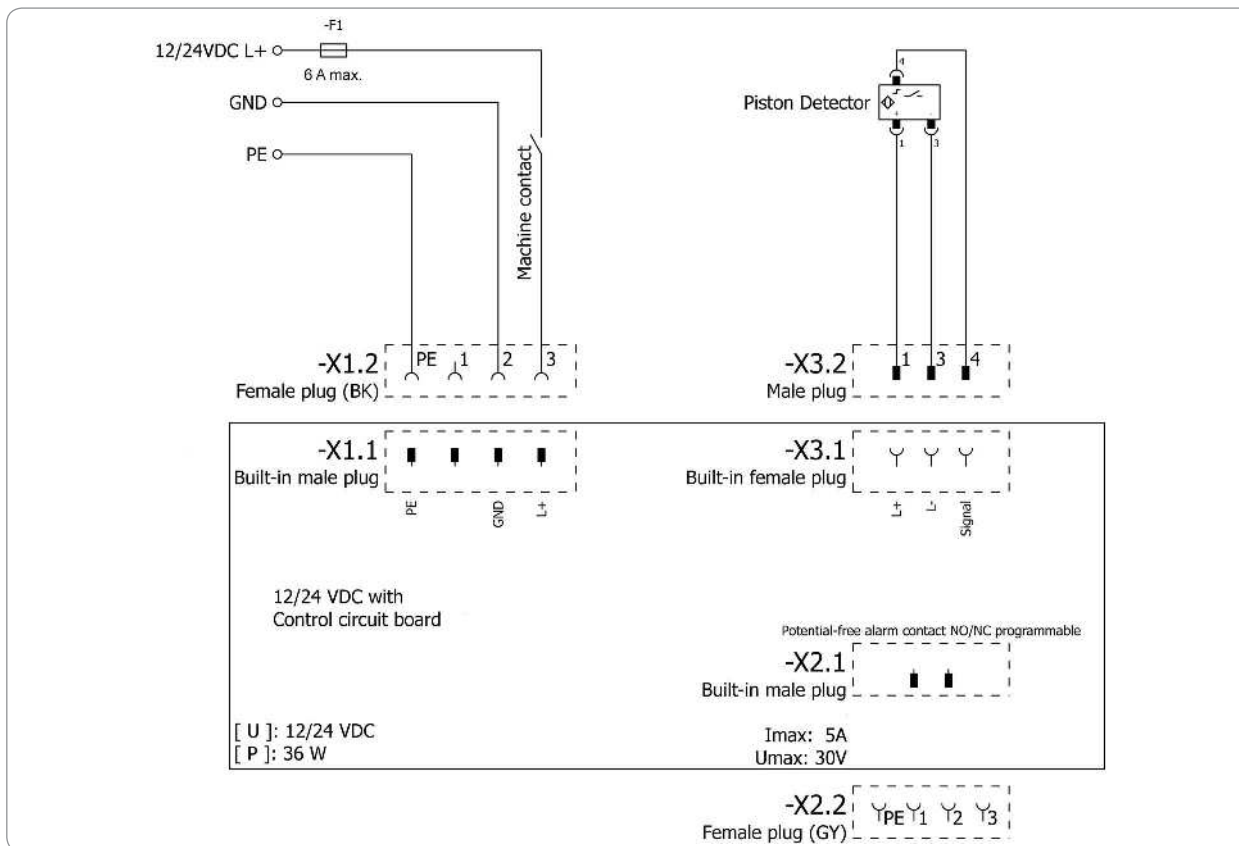 -F1
12/24VDC L+
6 A max.
GND
PE
Machine contact
4
Piston Detector
+ -
1 3
-X1.2 PE 1 2 3
Female plug (BK)
-X3.2 1 3 4
Male plug
-X1.1
Built-in male plug
PE GND L+
-X3.1
Built-in female plug
L+ L- Signal
12/24 VDC with
Control circuit board
Potential-free alarm contact NO/NC programmable
-X2.1
Built-in male plug
[ U ]: 12/24 VDC
[ P ]: 36 W
Imax: 5A
Umax: 30V
-X2.2 PE 1 2 3
Female plug (GY)